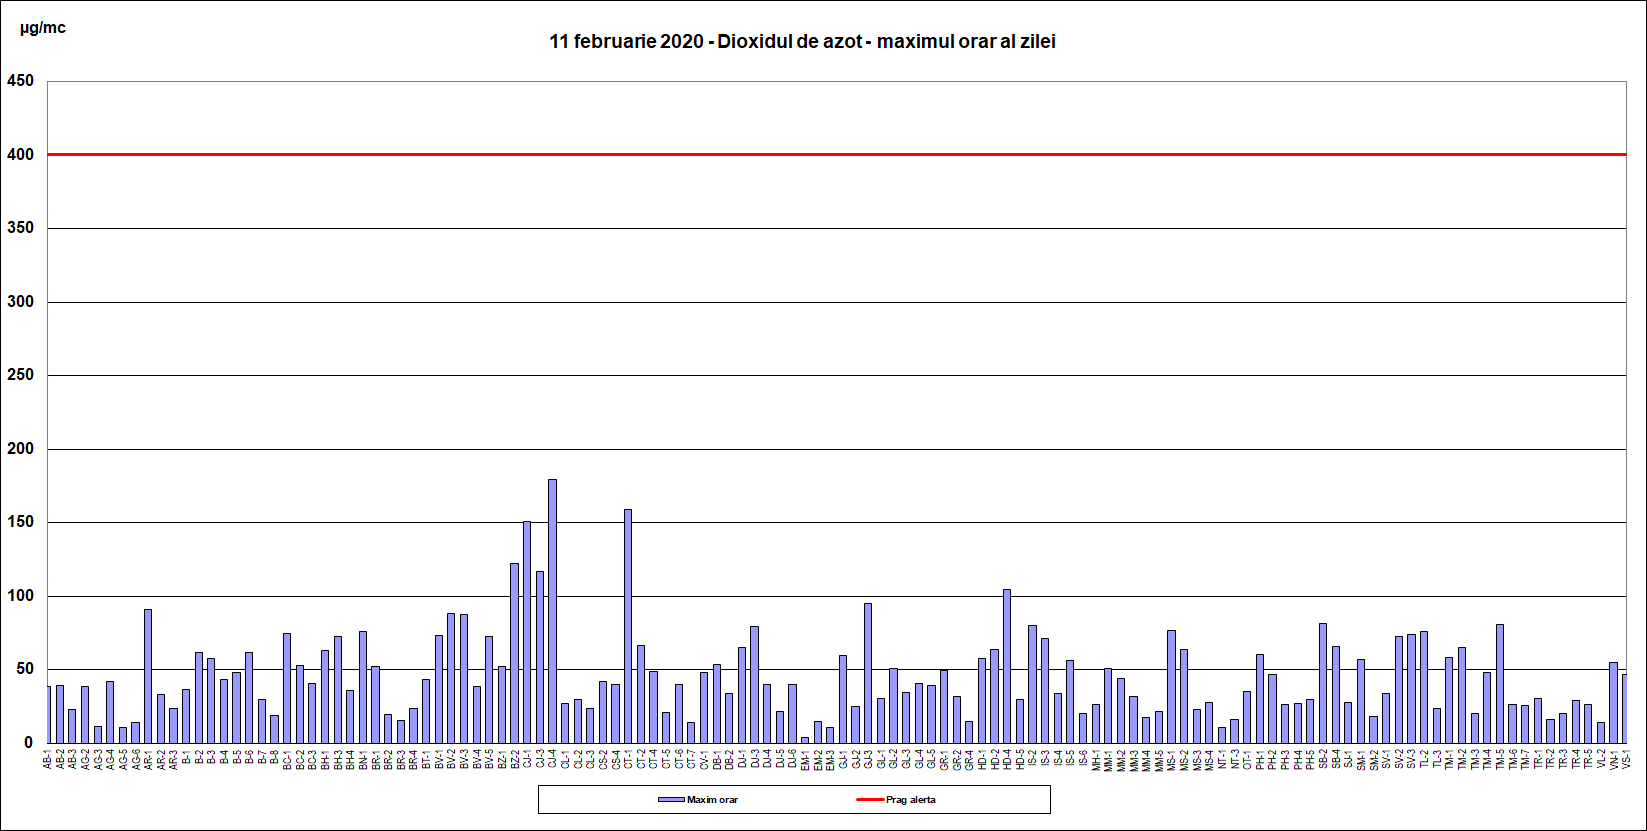 µg/mc
11 februarie 2020 - Dioxidul de azot - maximul orar al zilei
450
400
350
300
250
200
150
100
50
0
AB-1 AB-2 AB-3 AG-2 AG-3 AG-4 AG-5 AG-6 AR-1 AR-2 AR-3 B-1 B-2 B-3 B-4 B-5 B-6 B-7 B-8 BC-1 BC-2 BC-3 BH-1 BH-3 BH-4 BN-1 BR-1 BR-2 BR-3 BR-4 BT-1 BV-1 BV-2 BV-3 BV-4 BV-5 BZ-1 BZ-2 CJ-1 CJ-3 CJ-4 CL-1 CL-2 CL-3 CS-2 CS-4 CT-1 CT-2 CT-4 CT-5 CT-6 CT-7 CV-1 DB-1 DB-2 DJ-1 DJ-3 DJ-4 DJ-5 DJ-6 EM-1 EM-2 EM-3 GJ-1 GJ-2 GJ-3 GL-1 GL-2 GL-3 GL-4 GL-5 GR-1 GR-2 GR-4 HD-1 HD-2 HD-4 HD-5 IS-2 IS-3 IS-4 IS-5 IS-6 MH-1 MM-1 MM-2 MM-3 MM-4 MM-5 MS-1 MS-2 MS-3 MS-4 NT-1 NT-3 OT-1 PH-1 PH-2 PH-3 PH-4 PH-5 SB-2 SB-4 SJ-1 SM-1 SM-2 SV-1 SV-2 SV-3 TL-2 TL-3 TM-1 TM-2 TM-3 TM-4 TM-5 TM-6 TM-7 TR-1 TR-2 TR-3 TR-4 TR-5 VL-2 VN-1 VS-1
Maxim orar Prag alerta